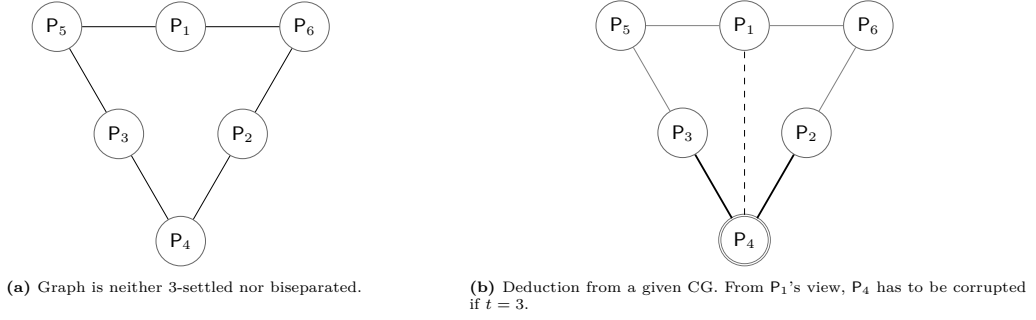 P5 P1 P6
P3 P2
P4
(a) Graph is neither 3-settled nor biseparated.
P5 P1 P6
P3 P2
P4
(b) Deduction from a given CG. From P1's view, P4 has to be corrupted
if t = 3.